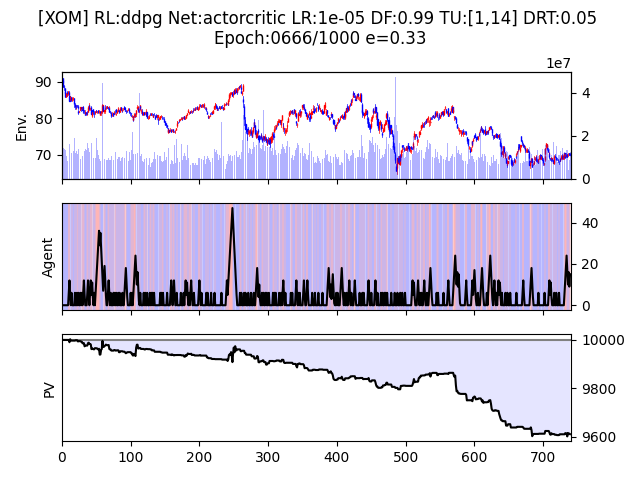 [XOM] RL:ddpg Net:actorcritic LR:1e-05 DF:0.99 TU:[1,14] DRT:0.05
Epoch:0666/1000 e=0.33
1e7
90
80
70
Env.
4
2
0
Agent
40
20
0
PV
10000
9800
9600
0 100 200 300 400 500 600 700